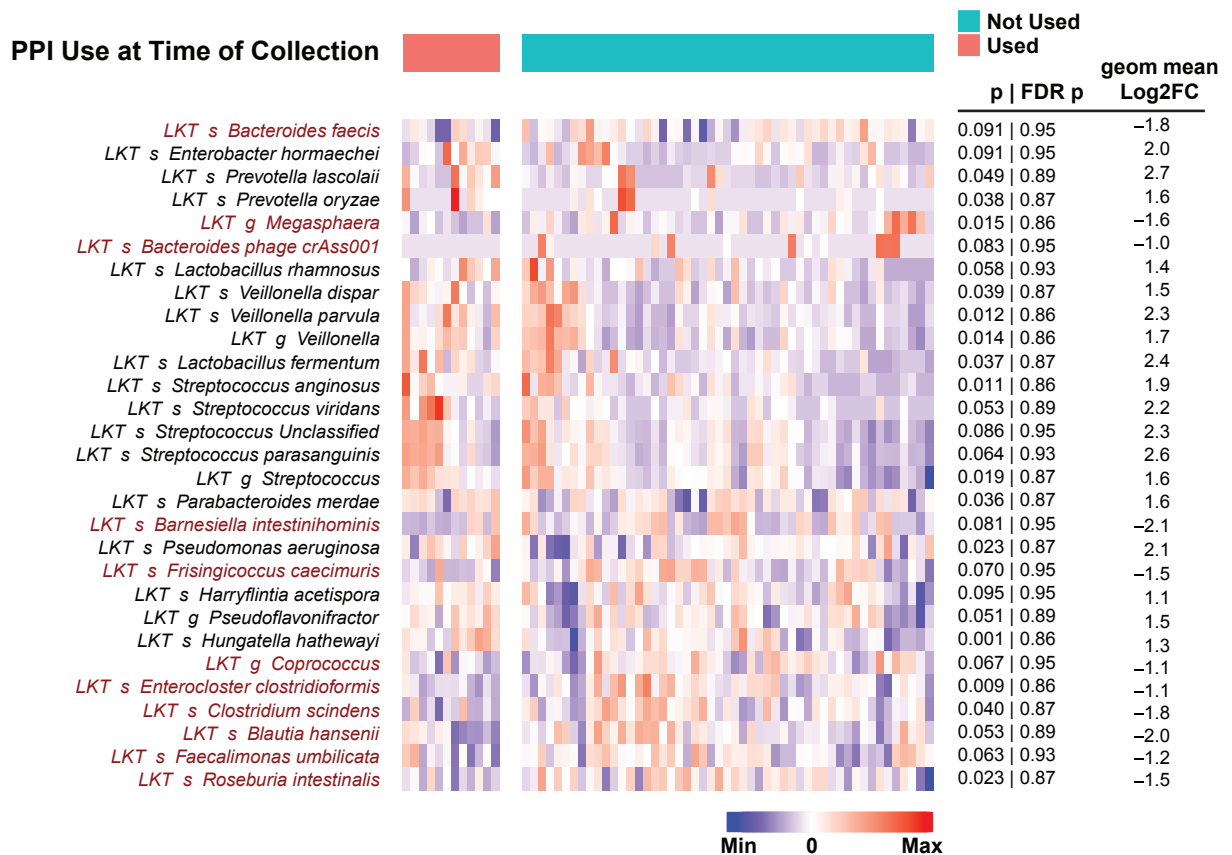 Not Used
Used
PPI Use at Time of Collection
geom mean
p | FDR p Log2FC
LKT s Bacteroides faecis 0.091 | 0.95 –1.8
LKT s Enterobacter hormaechei 0.091 | 0.95 2.0
LKT s Prevotella lascolaii 0.049 | 0.89 2.7
LKT s Prevotella oryzae 0.038 | 0.87 1.6
LKT g Megasphaera 0.015 | 0.86 –1.6
LKT s Bacteroides phage crAss001 0.083 | 0.95 –1.0
LKT s Lactobacillus rhamnosus 0.058 | 0.93 1.4
LKT s Veillonella dispar 0.039 | 0.87 1.5
LKT s Veillonella parvula 0.012 | 0.86 2.3
LKT g Veillonella 0.014 | 0.86 1.7
LKT s Lactobacillus fermentum 0.037 | 0.87 2.4
LKT s Streptococcus anginosus 0.011 | 0.86 1.9
LKT s Streptococcus viridans 0.053 | 0.89 2.2
LKT s Streptococcus Unclassified 0.086 | 0.95 2.3
LKT s Streptococcus parasanguinis 0.064 | 0.93 2.6
LKT g Streptococcus 0.019 | 0.87 1.6
LKT s Parabacteroides merdae 0.036 | 0.87 1.6
LKT s Barnesiella intestinihominis 0.081 | 0.95 –2.1
LKT s Pseudomonas aeruginosa 0.023 | 0.87 2.1
LKT s Frisingicoccus caecimuris 0.070 | 0.95 –1.5
LKT s Harryflintia acetispora 0.095 | 0.95 1.1
LKT g Pseudoflavonifractor 0.051 | 0.89 1.5
LKT s Hungatella hathewayi 0.001 | 0.86 1.3
LKT g Coprococcus 0.067 | 0.95 –1.1
LKT s Enterocloster clostridioformis 0.009 | 0.86 –1.1
LKT s Clostridium scindens 0.040 | 0.87 –1.8
LKT s Blautia hansenii 0.053 | 0.89 –2.0
LKT s Faecalimonas umbilicata 0.063 | 0.93 –1.2
LKT s Roseburia intestinalis 0.023 | 0.87 –1.5
Min 0 Max